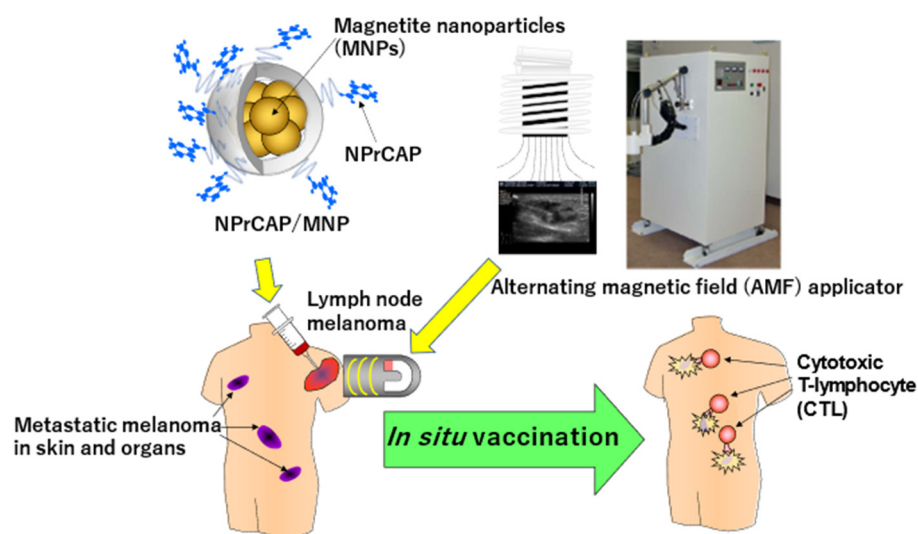 Magnetite nanoparticles
(MNPs)
NPrCAP
NPrCAP/MNP
Alternating magnetic field (AMF) applicator
Lymph node
melanoma
Metastatic melanoma
in skin and organs
In situ vaccination
Cytotoxic
T-lymphocyte
(CTL)